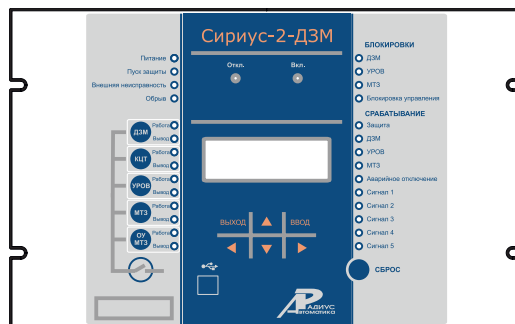 Сириус-2-ДЗМ
Откл.
Вкл.
Питание
Пуск защиты
Внешняя неисправность
Обрыв
ДЗМ
Работа
Вывод
КЦТ
Работа
Вывод
УРОВ
Работа
Вывод
МТЗ
Работа
Вывод
ОУ
МТЗ
Работа
Вывод
ВЫХОД
ВВОД
РАДИУС
Автоматика
БЛОКИРОВКИ
ДЗМ
УРОВ
МТЗ
Блокировка управления
СРАБАТЫВАНИЕ
Защита
ДЗМ
УРОВ
МТЗ
Аварийное отключение
Сигнал 1
Сигнал 2
Сигнал 3
Сигнал 4
Сигнал 5
СБРОС